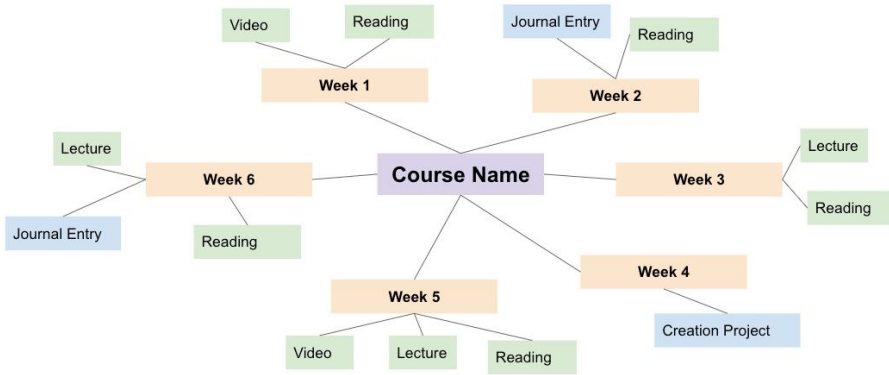 Video
Reading
Week 1
Journal Entry
Reading
Week 2
Course Name
Lecture
Week 6
Journal Entry
Reading
Week 3
Lecture
Reading
Week 4
Creation Project
Week 5
Video
Lecture
Reading